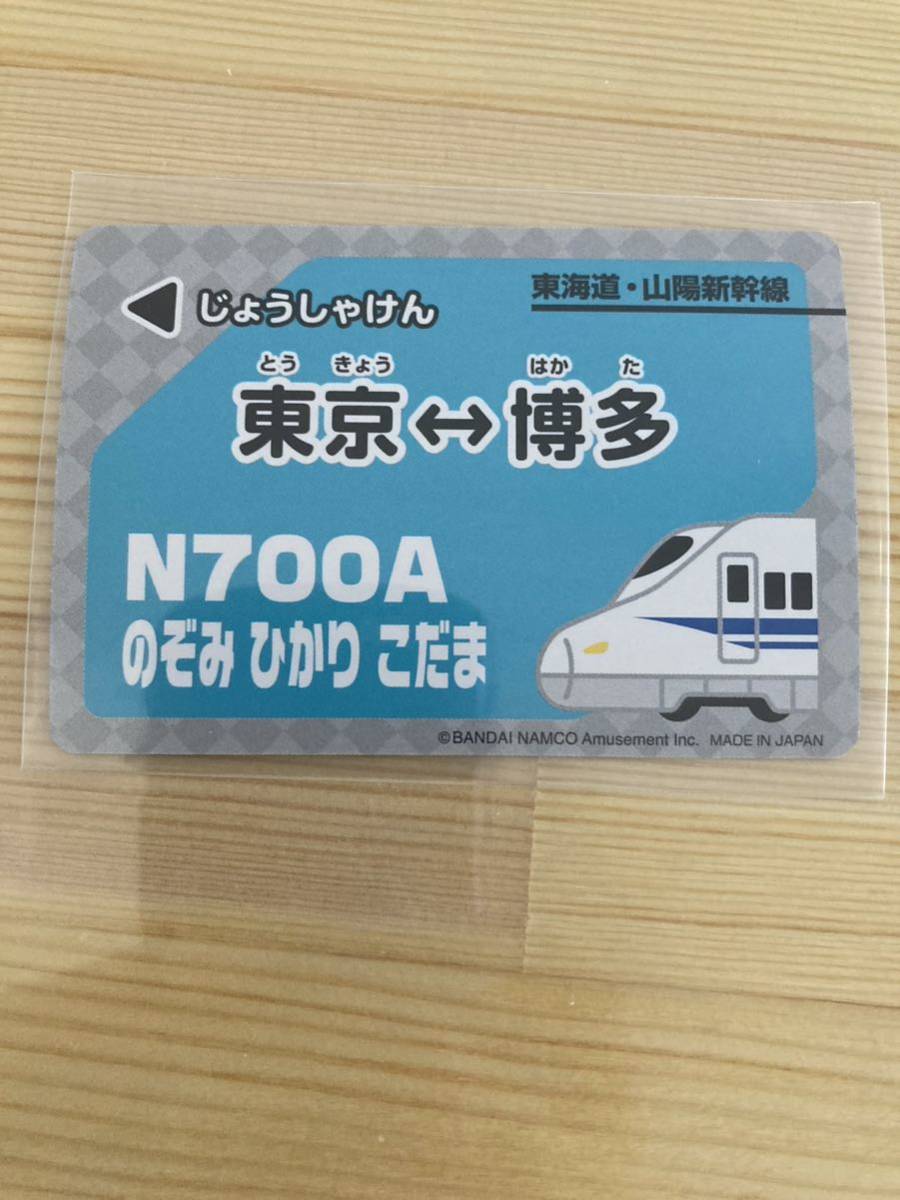 じょうしゃけん
東海道・山陽新幹線
とう きょう はか た
東京↔博多
N700A
のぞみ ひかり こだま
©BANDAI NAMCO Amusement Inc. MADE IN JAPAN